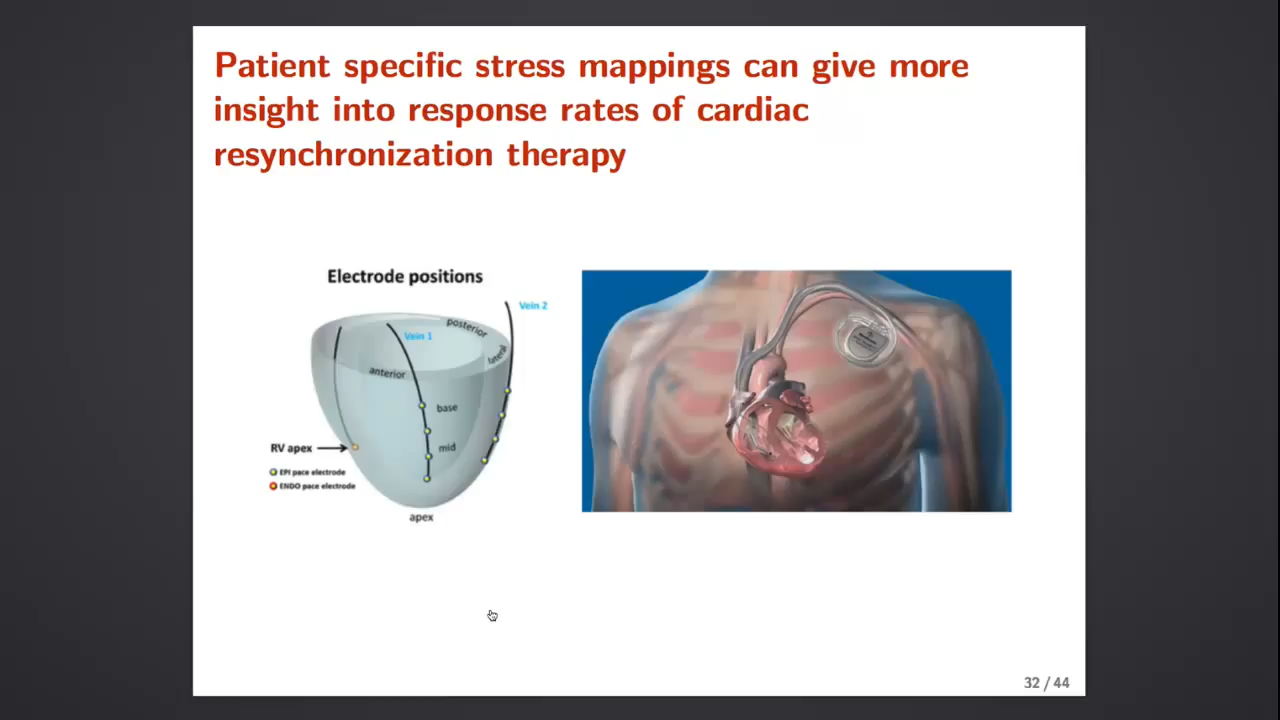 Patient specific stress mappings can give more
insight into response rates of cardiac
resynchronization therapy
Electrode positions
Vein 2
Vein 1
posterior
lateral
anterior
base
mid
RV apex
EPI pace electrode
ENDO pace electrode
apex
32 / 44